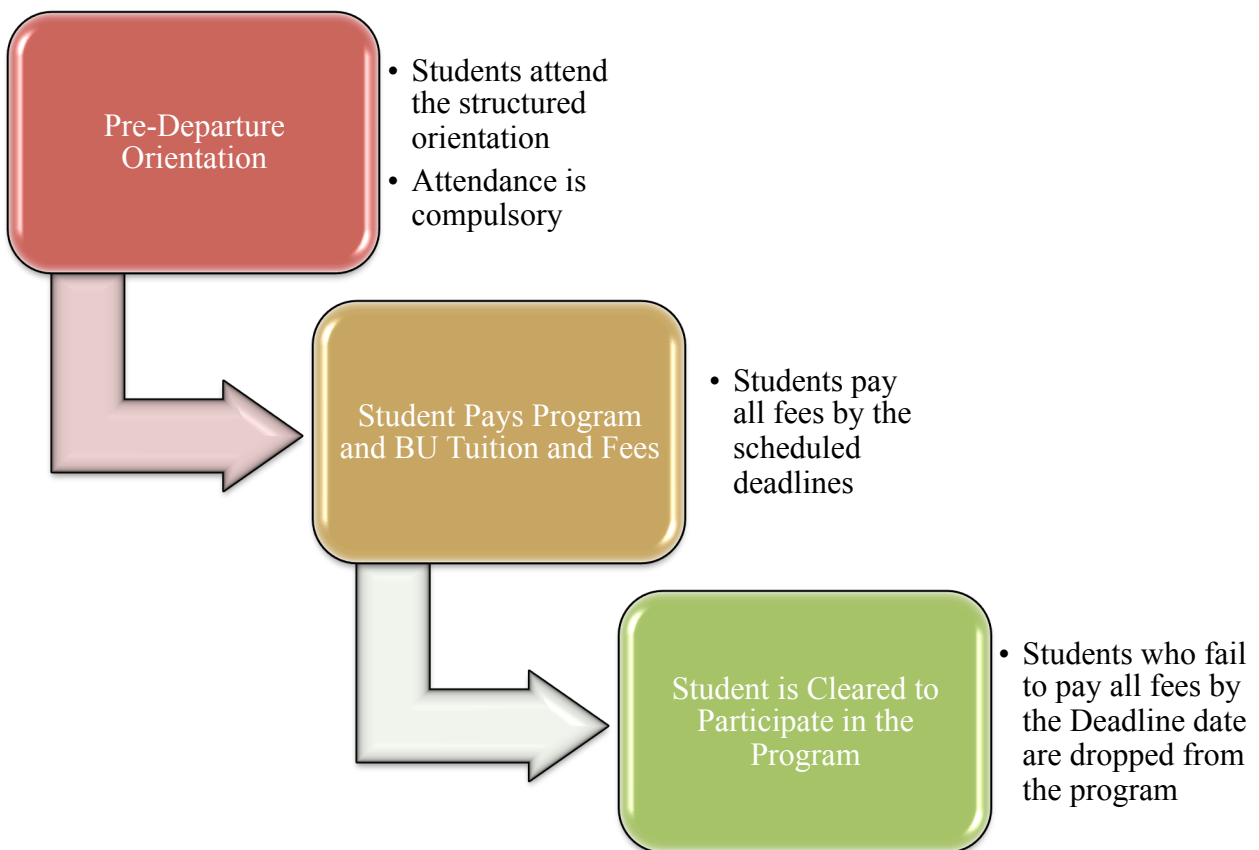 Pre-Departure
Orientation
• Students attend
the structured
orientation
• Attendance is
compulsory
Student Pays Program
and BU Tuition and Fees
• Students pay
all fees by the
scheduled
deadlines
Student is Cleared to
Participate in the
Program
• Students who fail
to pay all fees by
the Deadline date
are dropped from
the program